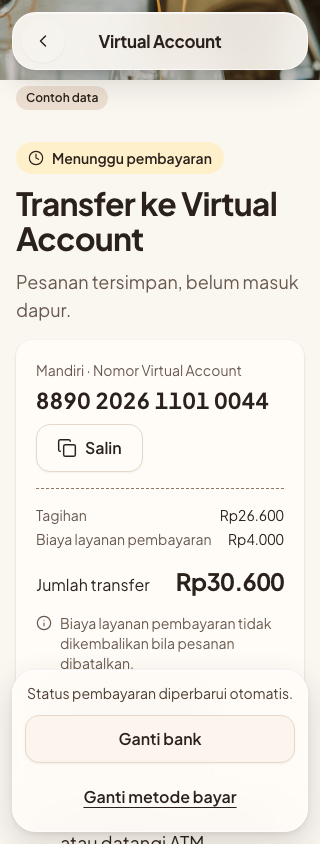 Virtual Account
Contoh data
Menunggu pembayaran
Transfer ke Virtual
Account
Pesanan tersimpan, belum masuk
dapur.
Mandiri · Nomor Virtual Account
8890 2026 1101 0044
Salin
Tagihan Rp26.600
Biaya layanan pembayaran Rp4.000
Jumlah transfer Rp30.600
Biaya layanan pembayaran tidak
dikembalikan bila pesanan
dibatalkan.
Status pembayaran diperbarui otomatis.
Ganti bank
Ganti metode bayar
atau datangi ATM